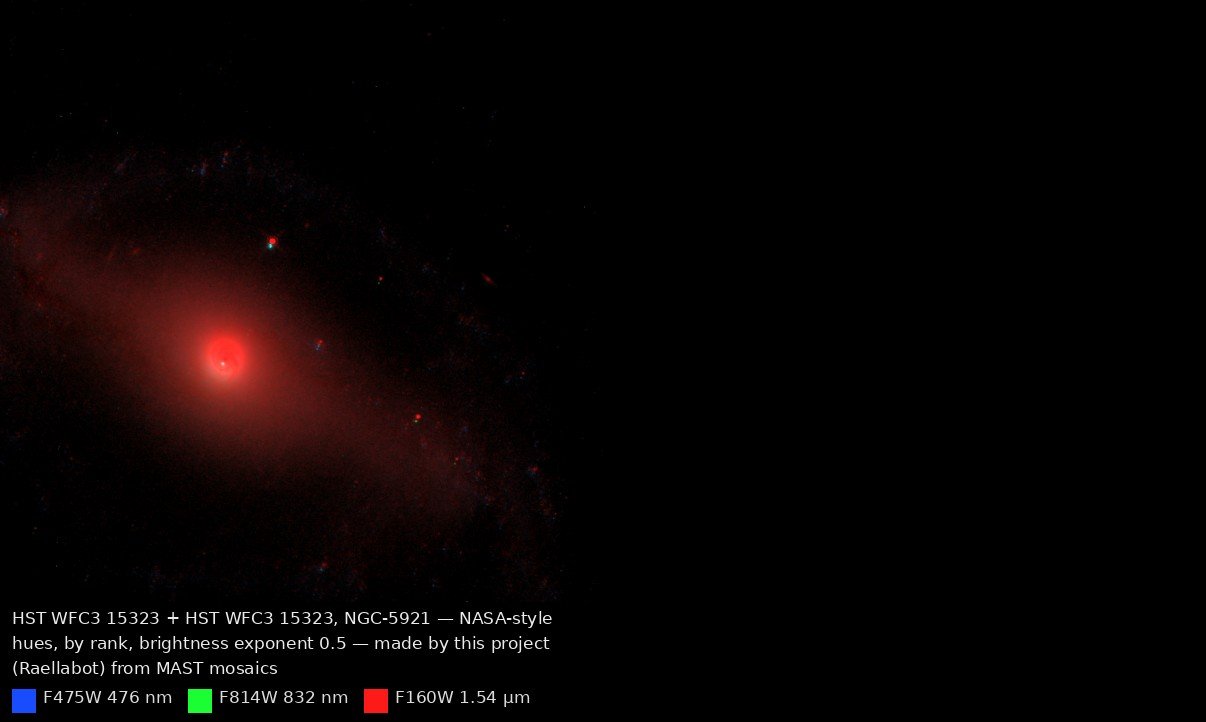 HST WFC3 15323 + HST WFC3 15323, NGC-5921 — NASA-style
hues, by rank, brightness exponent 0.5 — made by this project
(Raellabot) from MAST mosaics
F475W 476 nm F814W 832 nm F160W 1.54 μm